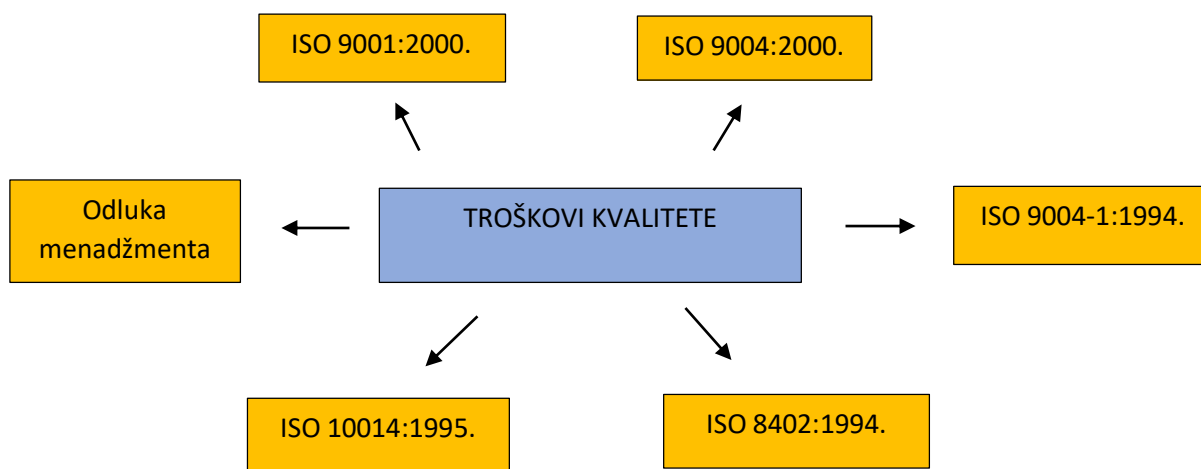 ISO 9001:2000.
ISO 9004:2000.
Odluka
menadžmenta
TROŠKOVI KVALITETE
ISO 9004-1:1994.
ISO 10014:1995.
ISO 8402:1994.